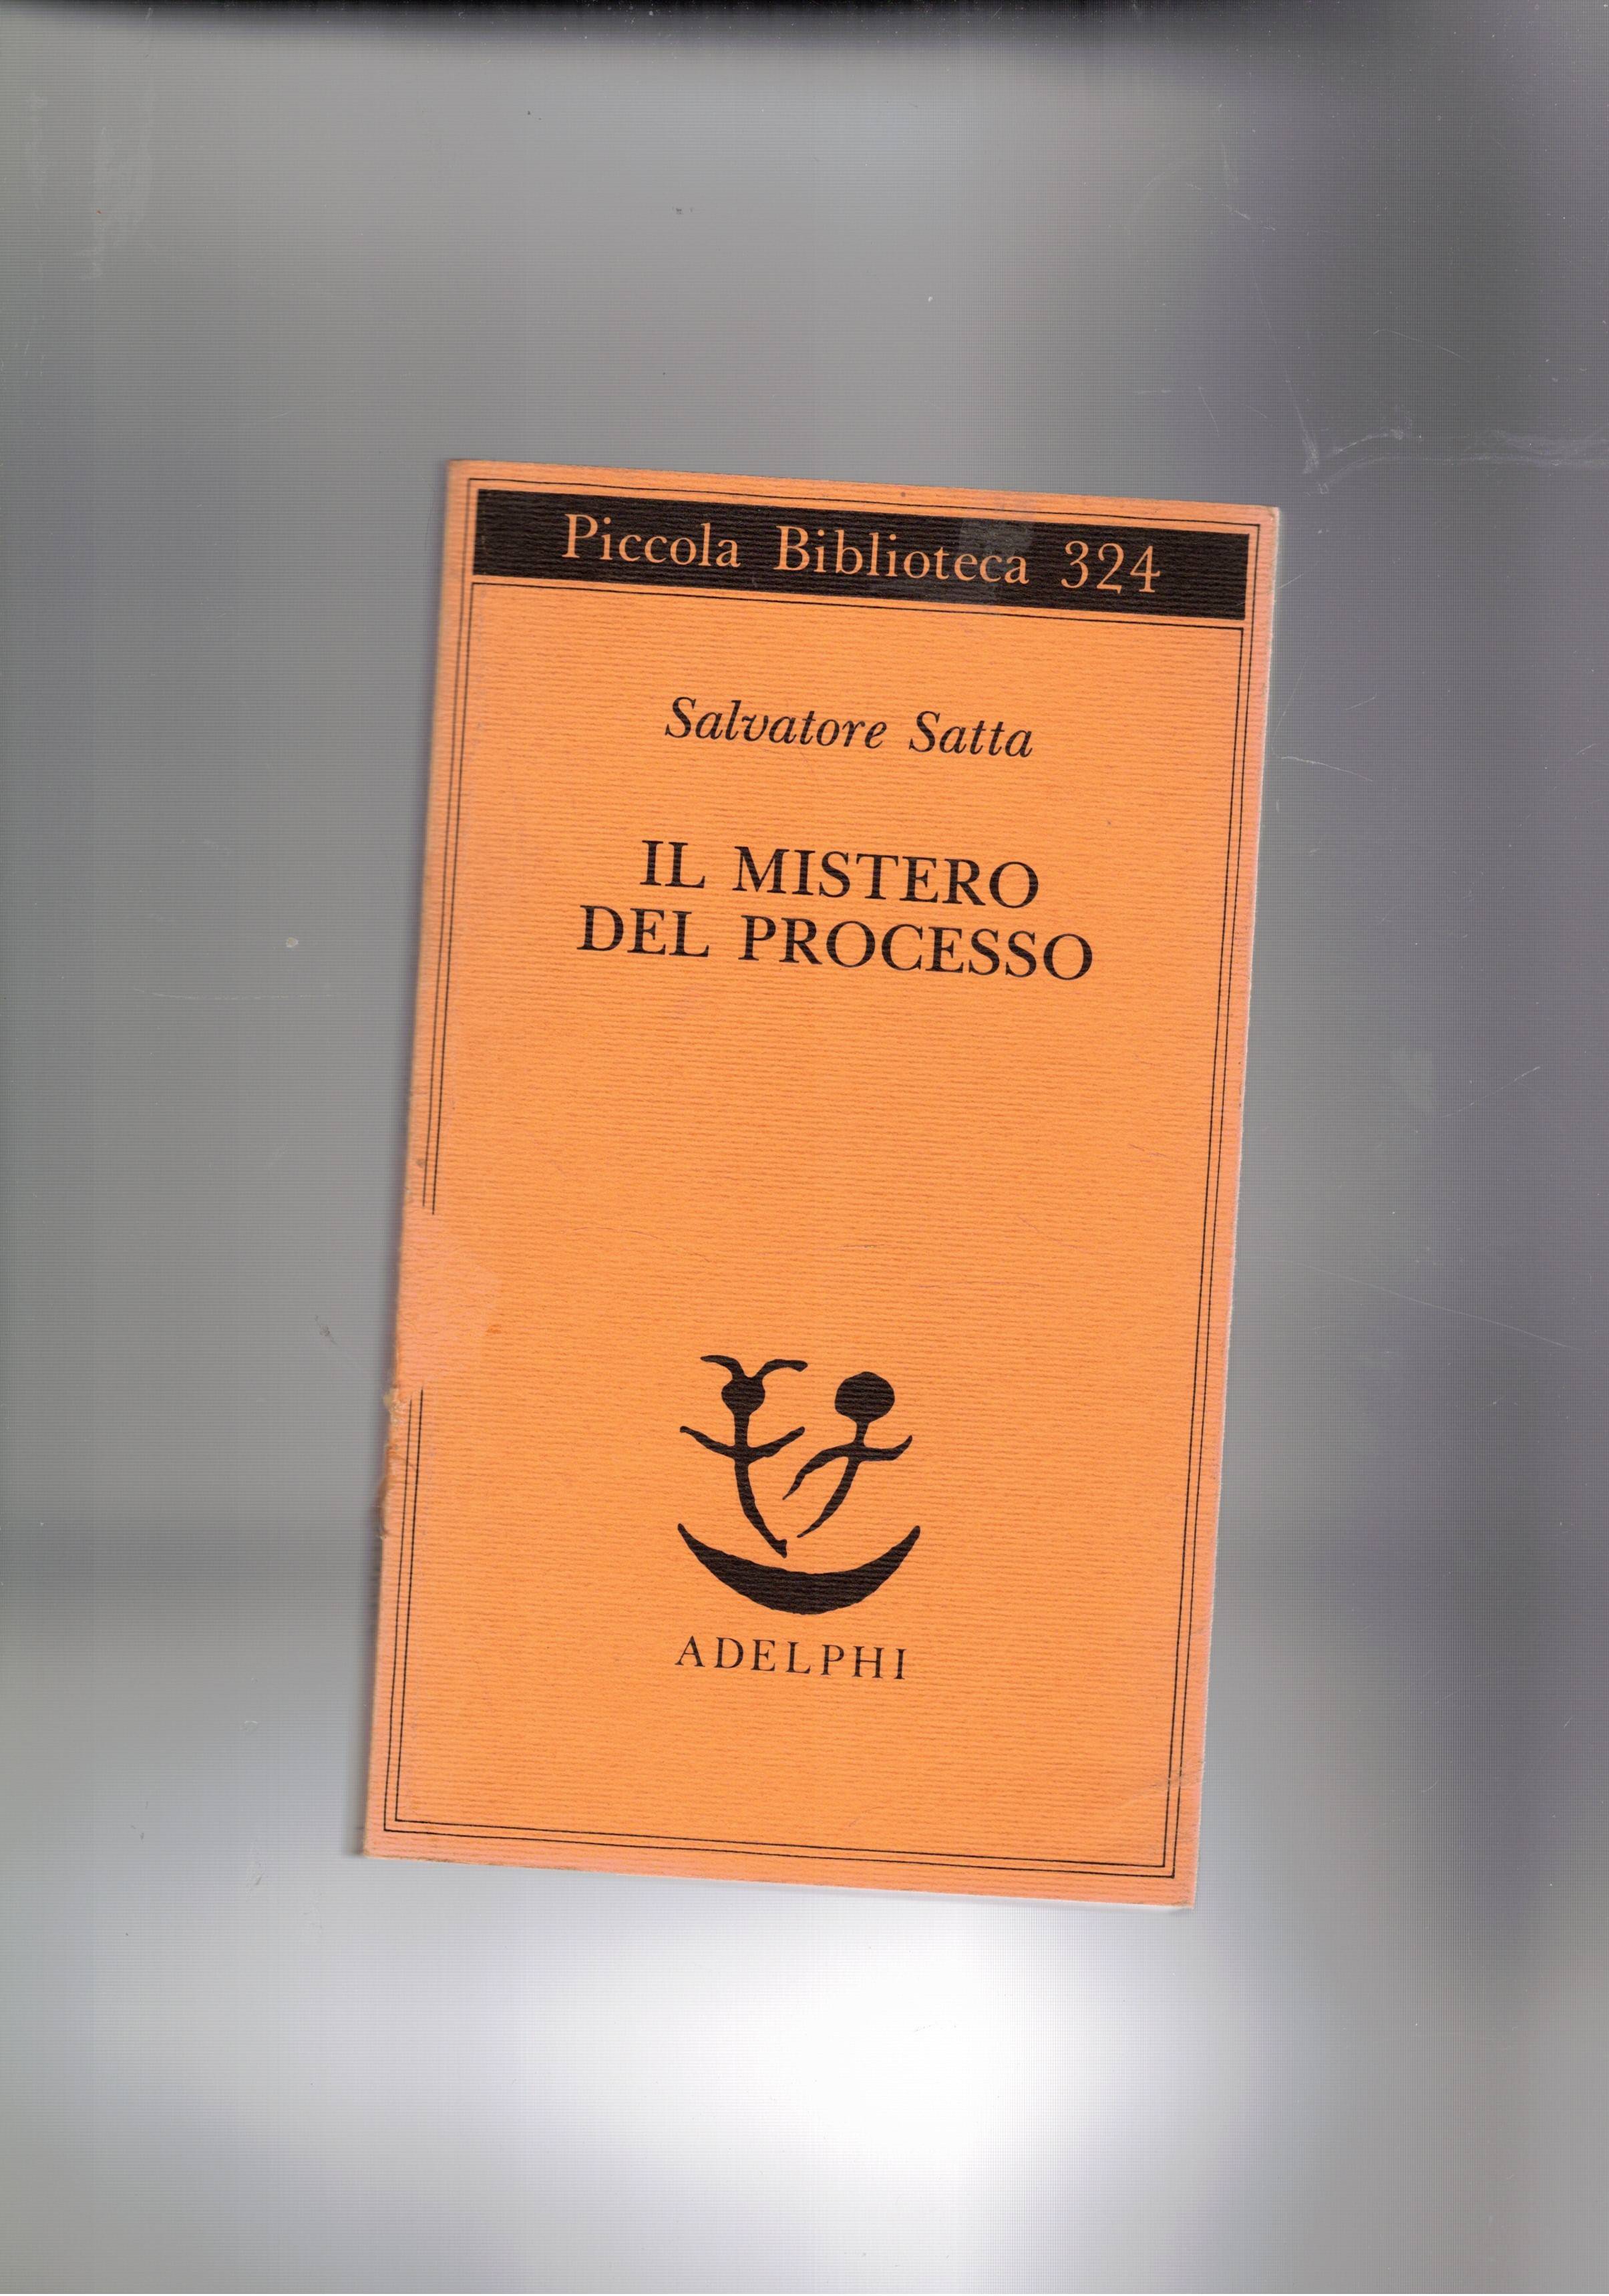 Piccola Biblioteca 324
Salvatore Satta
IL MISTERO
DEL PROCESSO
ADELPHI